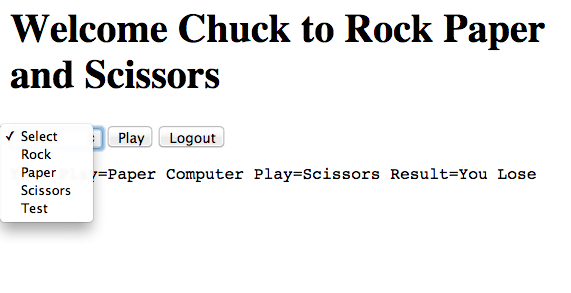 Welcome Chuck to Rock Paper
and Scissors
✓ Select
Play Logout
Rock
Paper
=Paper Computer Play=Scissors Result=You Lose
Scissors
Test